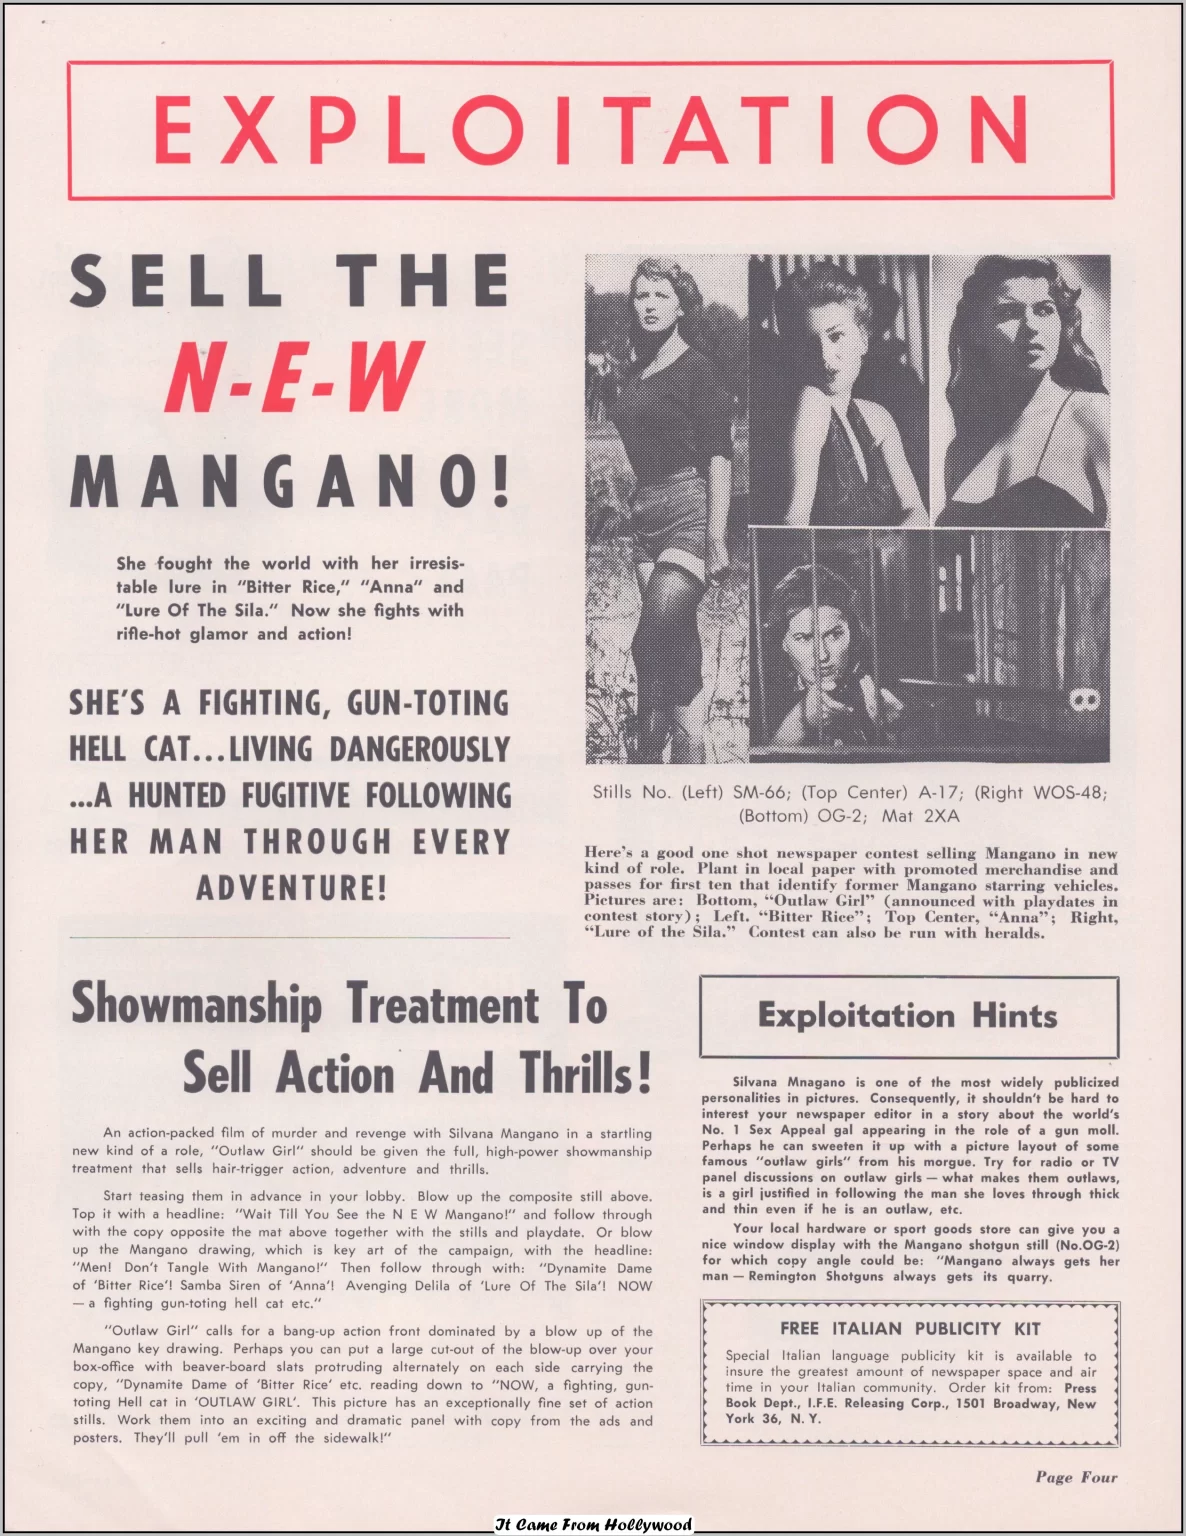 EXPLOITATION
SELL THE
N-E-W
MANGANO!
She fought the world with her irresis-
table lure in "Bitter Rice," "Anna" and
"Lure Of The Sila." Now she fights with
rifle-hot glamor and action!
SHE'S A FIGHTING, GUN-TOTING
HELL CAT...LIVING DANGEROUSLY
...A HUNTED FUGITIVE FOLLOWING
HER MAN THROUGH EVERY
ADVENTURE!
8
Stills No. (Left) SM-66; (Top Center) A-17; (Right WOS-48;
(Bottom) OG-2; Mat 2XA
Here's a good one shot newspaper contest selling Mangano in new
kind of role. Plant in local paper with promoted merchandise and
passes for first ten that identify former Mangano starring vehicles.
Pictures are: Bottom, "Outlaw Girl" (announced with playdates in
contest story); Left. "Bitter Rice"; Top Center, "Anna"; Right,
"Lure of the Sila." Contest can also be run with heralds.
Showmanship Treatment To
Sell Action And Thrills!
An action-packed film of murder and revenge with Silvana Mangano in a startling
new kind of a role, "Outlaw Girl" should be given the full, high-power showmanship
treatment that sells hair-trigger action, adventure and thrills.
Start teasing them in advance in your lobby. Blow up the composite still above.
Top it with a headline: "Wait Till You See the N E W Mangano!" and follow through
with the copy opposite the mat above together with the stills and playdate. Or blow
up the Mangano drawing, which is key art of the campaign, with the headline:
"Men! Don't Tangle With Mangano!" Then follow through with: "Dynamite Dame
of 'Bitter Rice'! Samba Siren of 'Anna'! Avenging Delila of 'Lure Of The Sila'! NOW
— a fighting gun-toting hell cat etc."
"Outlaw Girl" calls for a bang-up action front dominated by a blow up of the
Mangano key drawing. Perhaps you can put a large cut-out of the blow-up over your
box-office with beaver-board slats protruding alternately on each side carrying the
copy, "Dynamite Dame of 'Bitter Rice' etc. reading down to "NOW, a fighting, gun-
toting Hell cat in 'OUTLAW GIRL'. This picture has an exceptionally fine set of action
stills. Work them into an exciting and dramatic panel with copy from the ads and
posters. They'll pull 'em in off the sidewalk!"
Exploitation Hints
Silvana Mnagano is one of the most widely publicized
personalities in pictures. Consequently, it shouldn't be hard to
interest your newspaper editor in a story about the world's
No. 1 Sex Appeal gal appearing in the role of a gun moll.
Perhaps he can sweeten it up with a picture layout of some
famous "outlaw girls" from his morgue. Try for radio or TV
panel discussions on outlaw girls — what makes them outlaws,
is a girl justified in following the man she loves through thick
and thin even if he is an outlaw, etc.
Your local hardware or sport goods store can give you a
nice window display with the Mangano shotgun still (No.OG-2)
for which copy angle could be: "Mangano always gets her
man — Remington Shotguns always gets its quarry.
FREE ITALIAN PUBLICITY KIT
Special Italian language publicity kit is available to
insure the greatest amount of newspaper space and air
time in your Italian community. Order kit from: Press
Book Dept., I.F.E. Releasing Corp., 1501 Broadway, New
York 36, N. Y.
Page Four
It Came From Hollywood